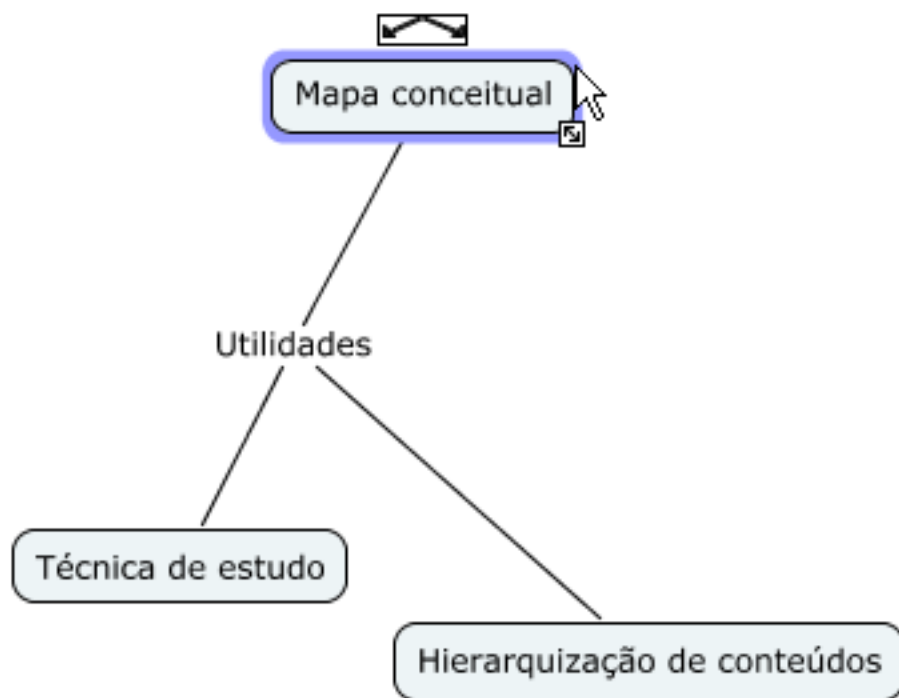 Mapa conceitual
Utilidades
Técnica de estudo
Hierarquização de conteúdos